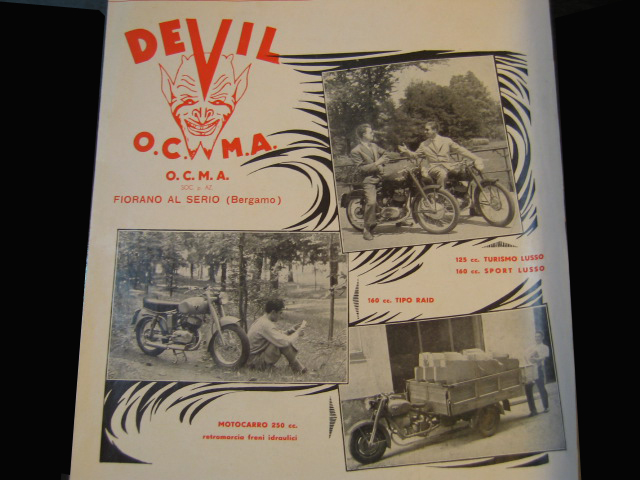 DEVIL
O.C.M.A.
O. C. M. A.
SOC. p. AZ.
FIORANO AL SERIO (Bergamo)
125 cc. TURISMO LUSSO
160 cc. SPORT LUSSO
160 cc. TIPO RAID
MOTOCARRO 250 cc.
retromarcia freni idraulici